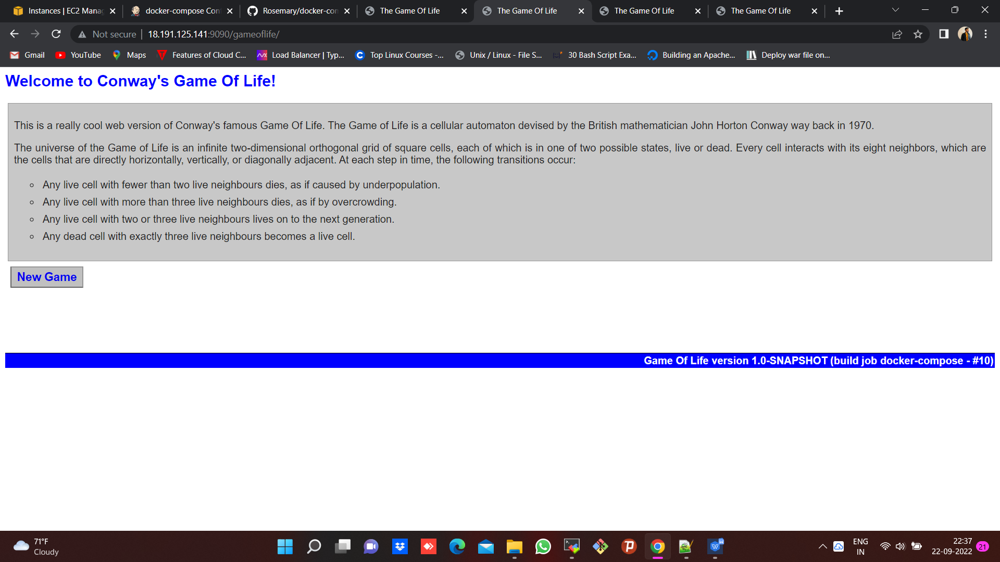 Instances | EC2 Manag
docker-compose Con
Rosemary/docker-con
The Game Of Life
The Game Of Life
The Game Of Life
The Game Of Life
Not secure
18.191.125.141:9090/gameoflife/
Gmail
YouTube
Maps
Features of Cloud C...
Load Balancer | Typ...
Top Linux Courses -...
Unix / Linux - File S...
30 Bash Script Exa...
Building an Apache...
Deploy war file on...
Welcome to Conway's Game Of Life!
This is a really cool web version of Conway's famous Game Of Life. The Game of Life is a cellular automaton devised by the British mathematician John Horton Conway way back in 1970.
The universe of the Game of Life is an infinite two-dimensional orthogonal grid of square cells, each of which is in one of two possible states, live or dead. Every cell interacts with its eight neighbors, which are
the cells that are directly horizontally, vertically, or diagonally adjacent. At each step in time, the following transitions occur:
Any live cell with fewer than two live neighbours dies, as if caused by underpopulation.
Any live cell with more than three live neighbours dies, as if by overcrowding.
Any live cell with two or three live neighbours lives on to the next generation.
Any dead cell with exactly three live neighbours becomes a live cell.
New Game
Game Of Life version 1.0-SNAPSHOT (build job docker-compose - #10)
71°F
Cloudy
ENG
IN
22:37
22-09-2022
21